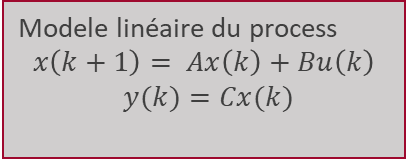 Modele linéaire du process
𝑥(𝑘 + 1) = 𝐴𝑥(𝑘) + 𝐵𝑢(𝑘)
𝑦(𝑘) = 𝐶𝑥(𝑘)